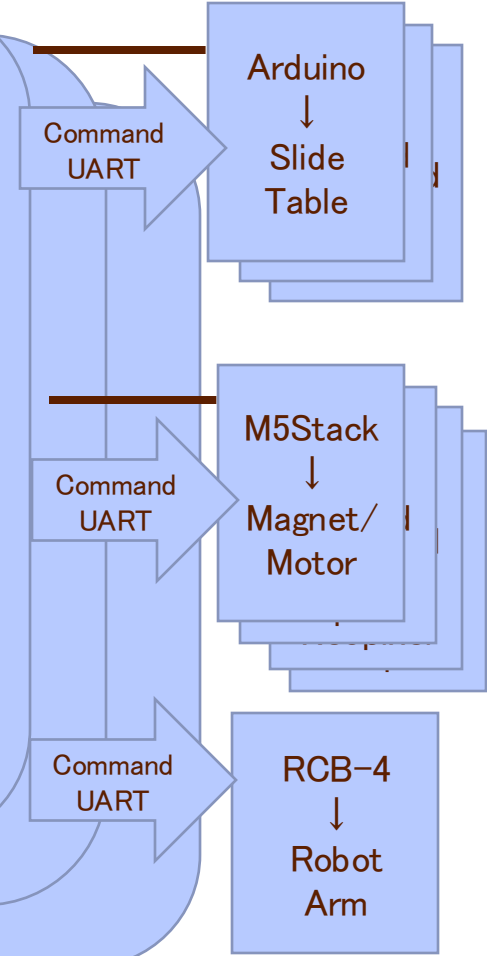 Arduino
↓
Slide
Table
Command
UART
M5Stack
↓
Magnet/
Motor
Command
UART
RCB-4
↓
Robot
Arm
Command
UART